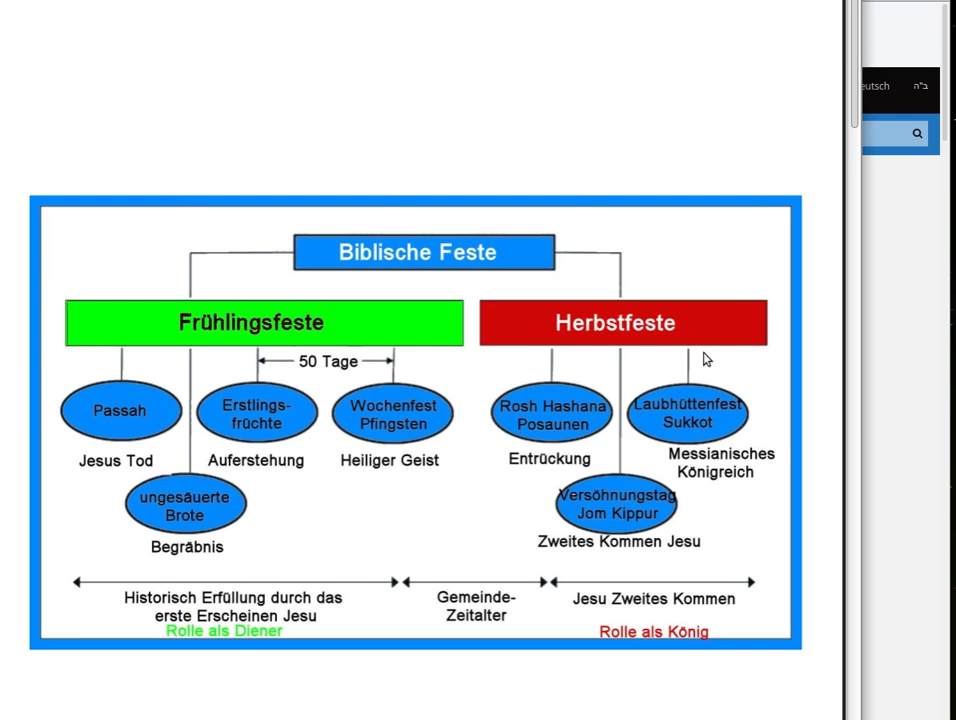 eutsch
ב"ה
Biblische Feste
Frühlingsfeste
Herbstfeste
50 Tage
Passah
Erstlings-
früchte
Wochenfest
Pfingsten
Rosh Hashana
Posaunen
Laubhüttenfest
Sukkot
Jesus Tod
Auferstehung
Heiliger Geist
Entrückung
Messianisches
Königreich
ungesäuerte
Brote
Versöhnungstag
Jom Kippur
Begräbnis
Zweites Kommen Jesu
Historisch Erfüllung durch das
erste Erscheinen Jesu
Rolle als Diener
Gemeinde-
Zeitalter
Jesu Zweites Kommen
Rolle als König